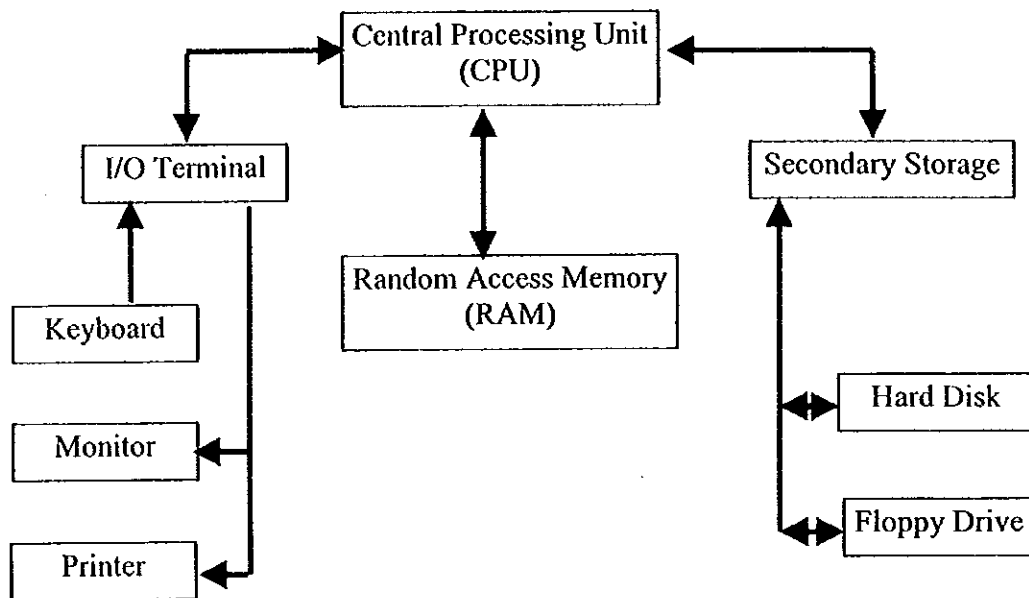 Central Processing Unit
(CPU)
I/O Terminal
Secondary Storage
Random Access Memory
(RAM)
Keyboard
Hard Disk
Monitor
Floppy Drive
Printer